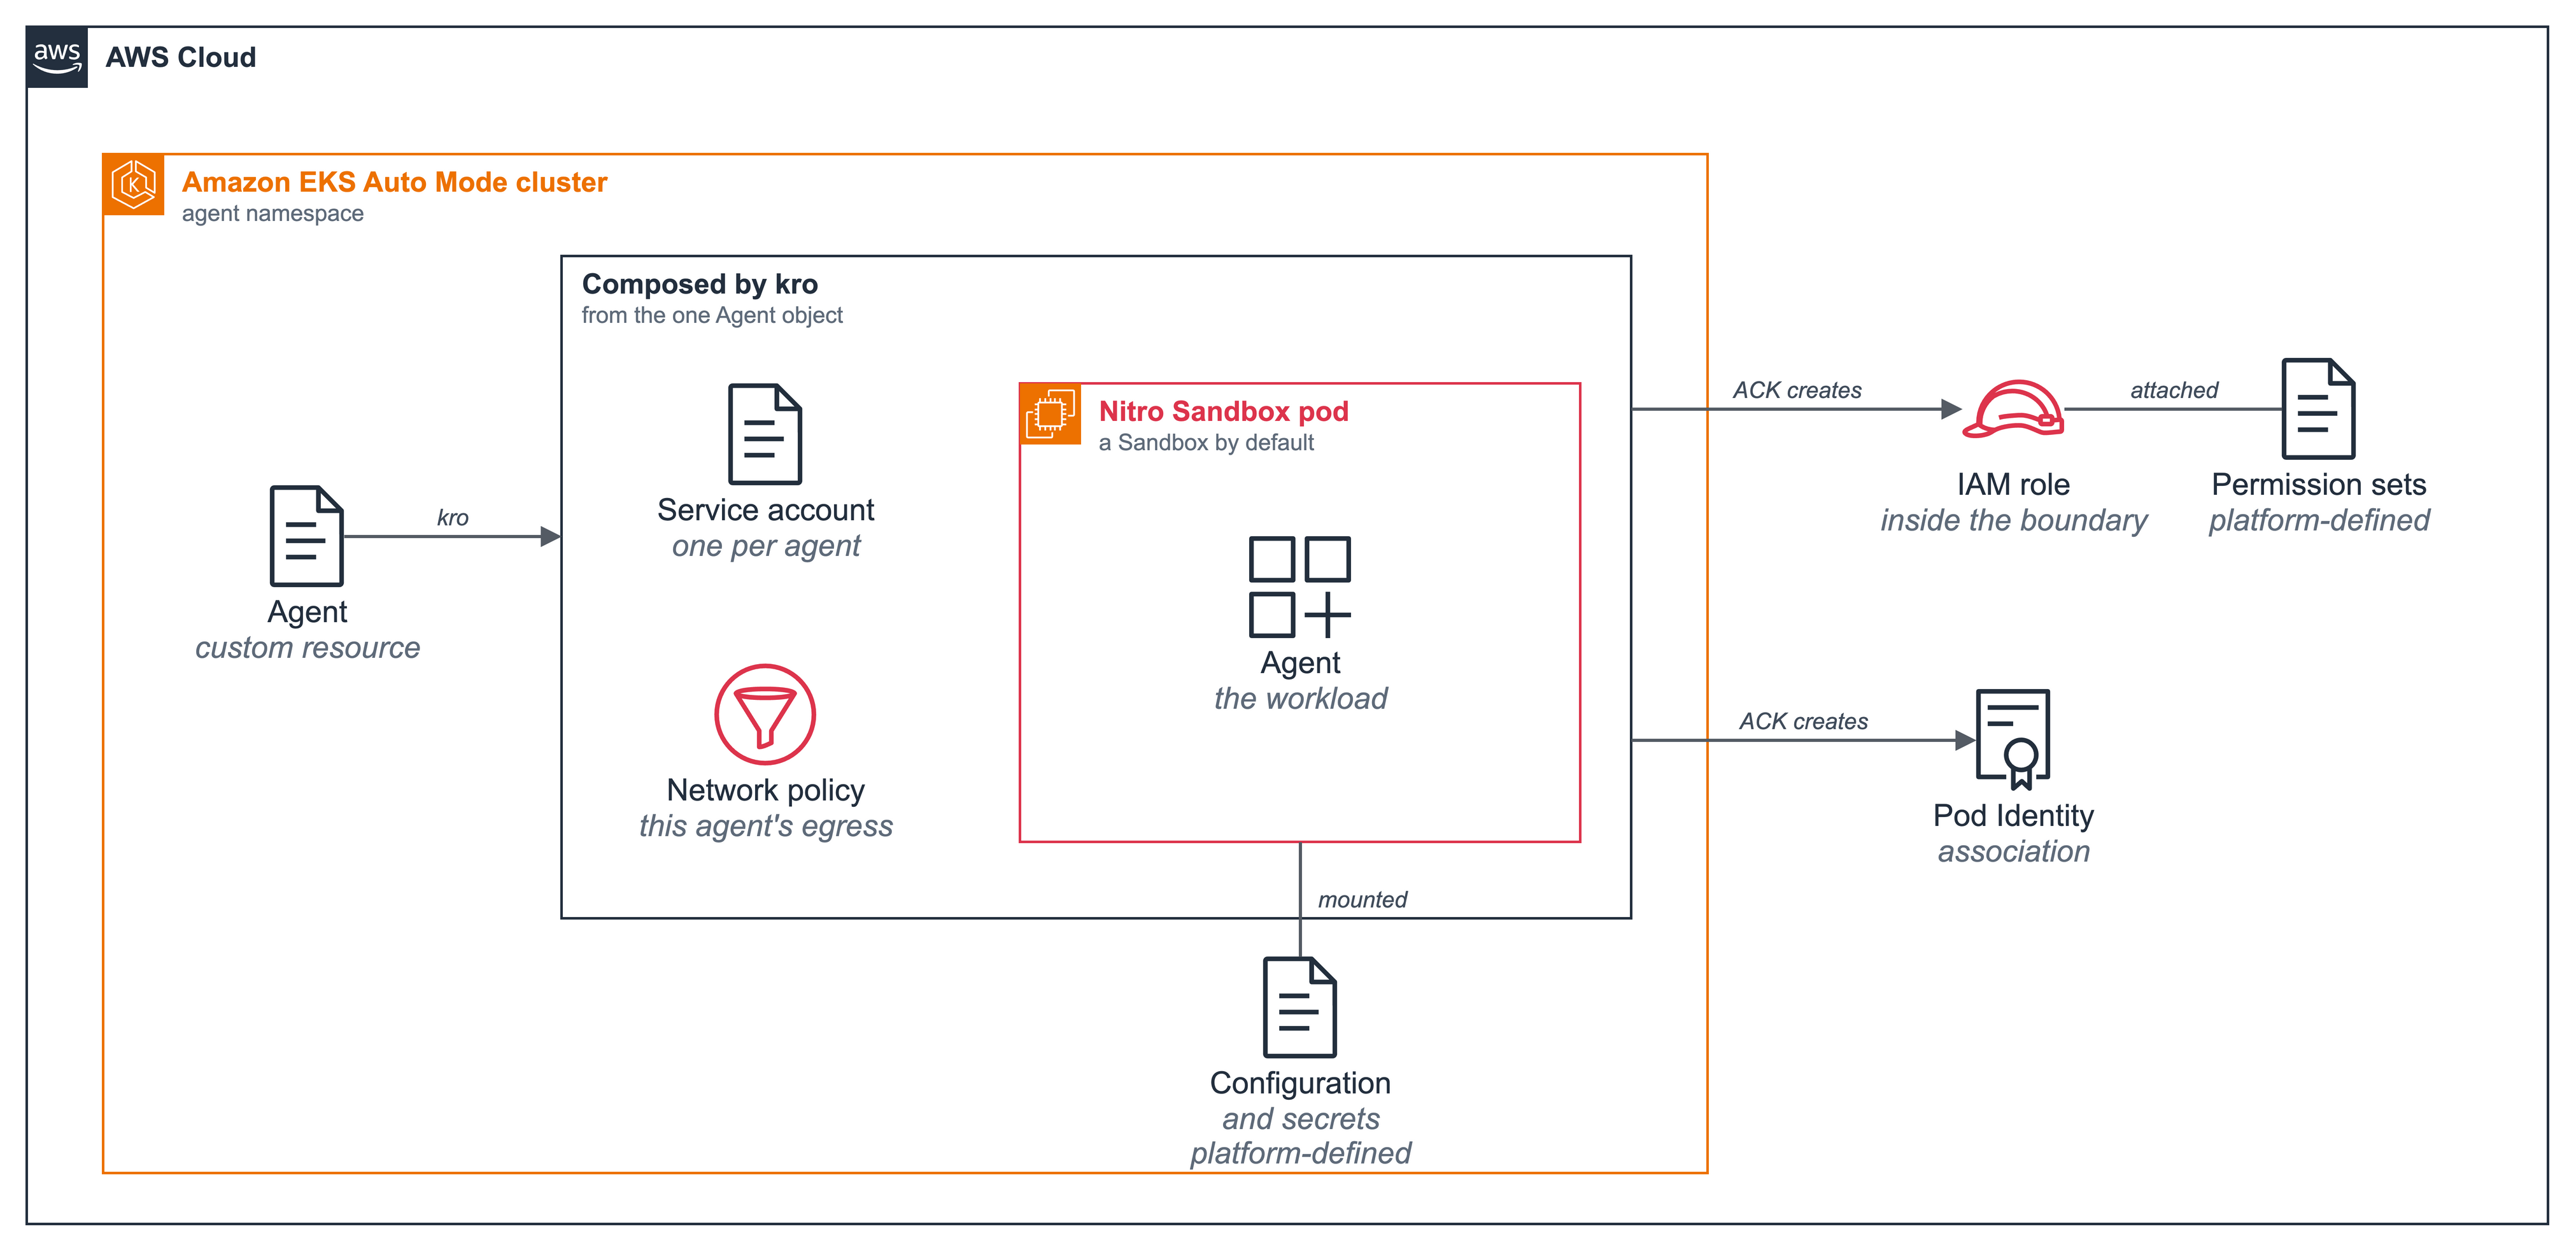 aws
AWS Cloud
Amazon EKS Auto Mode cluster
agent namespace
Composed by kro
from the one Agent object
Service account
one per agent
Nitro Sandbox pod
a Sandbox by default
ACK creates
attached
IAM role
inside the boundary
Permission sets
platform-defined
kro
Agent
custom resource
Agent
the workload
Network policy
this agent's egress
ACK creates
Pod Identity
association
mounted
Configuration
and secrets
platform-defined